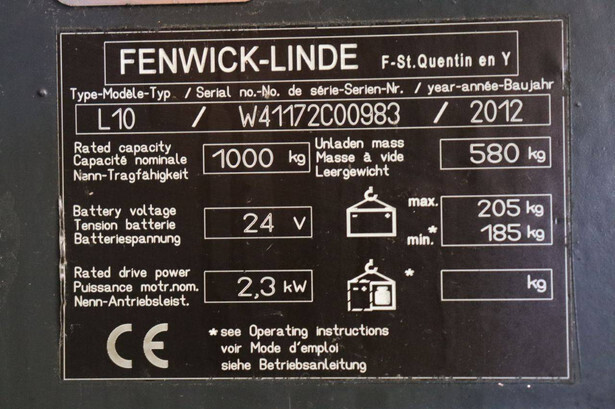 FENWICK-LINDE F-St.Quentin en Y
Type-Modèle-Typ / Serial no.-No. de série-Serien-Nr. / year-année-Baujahr
L10 / W41172C00983 / 2012
Rated capacity
Capacité nominale
Nann-Tragfähigkeit
1000 kg
Unladen mass
Masse à vide
Leergewicht
580 kg
Battery voltage
Tension batterie
Batteriespannung
24 V
max. 205 kg
min.* 185 kg
Rated drive power
Puissance motr.nom.
Nenn-Antriebsleist.
2,3 kW
* kg
CE
*see Operating instructions
voir Mode d'emploi
siehe Betriebsanleitung